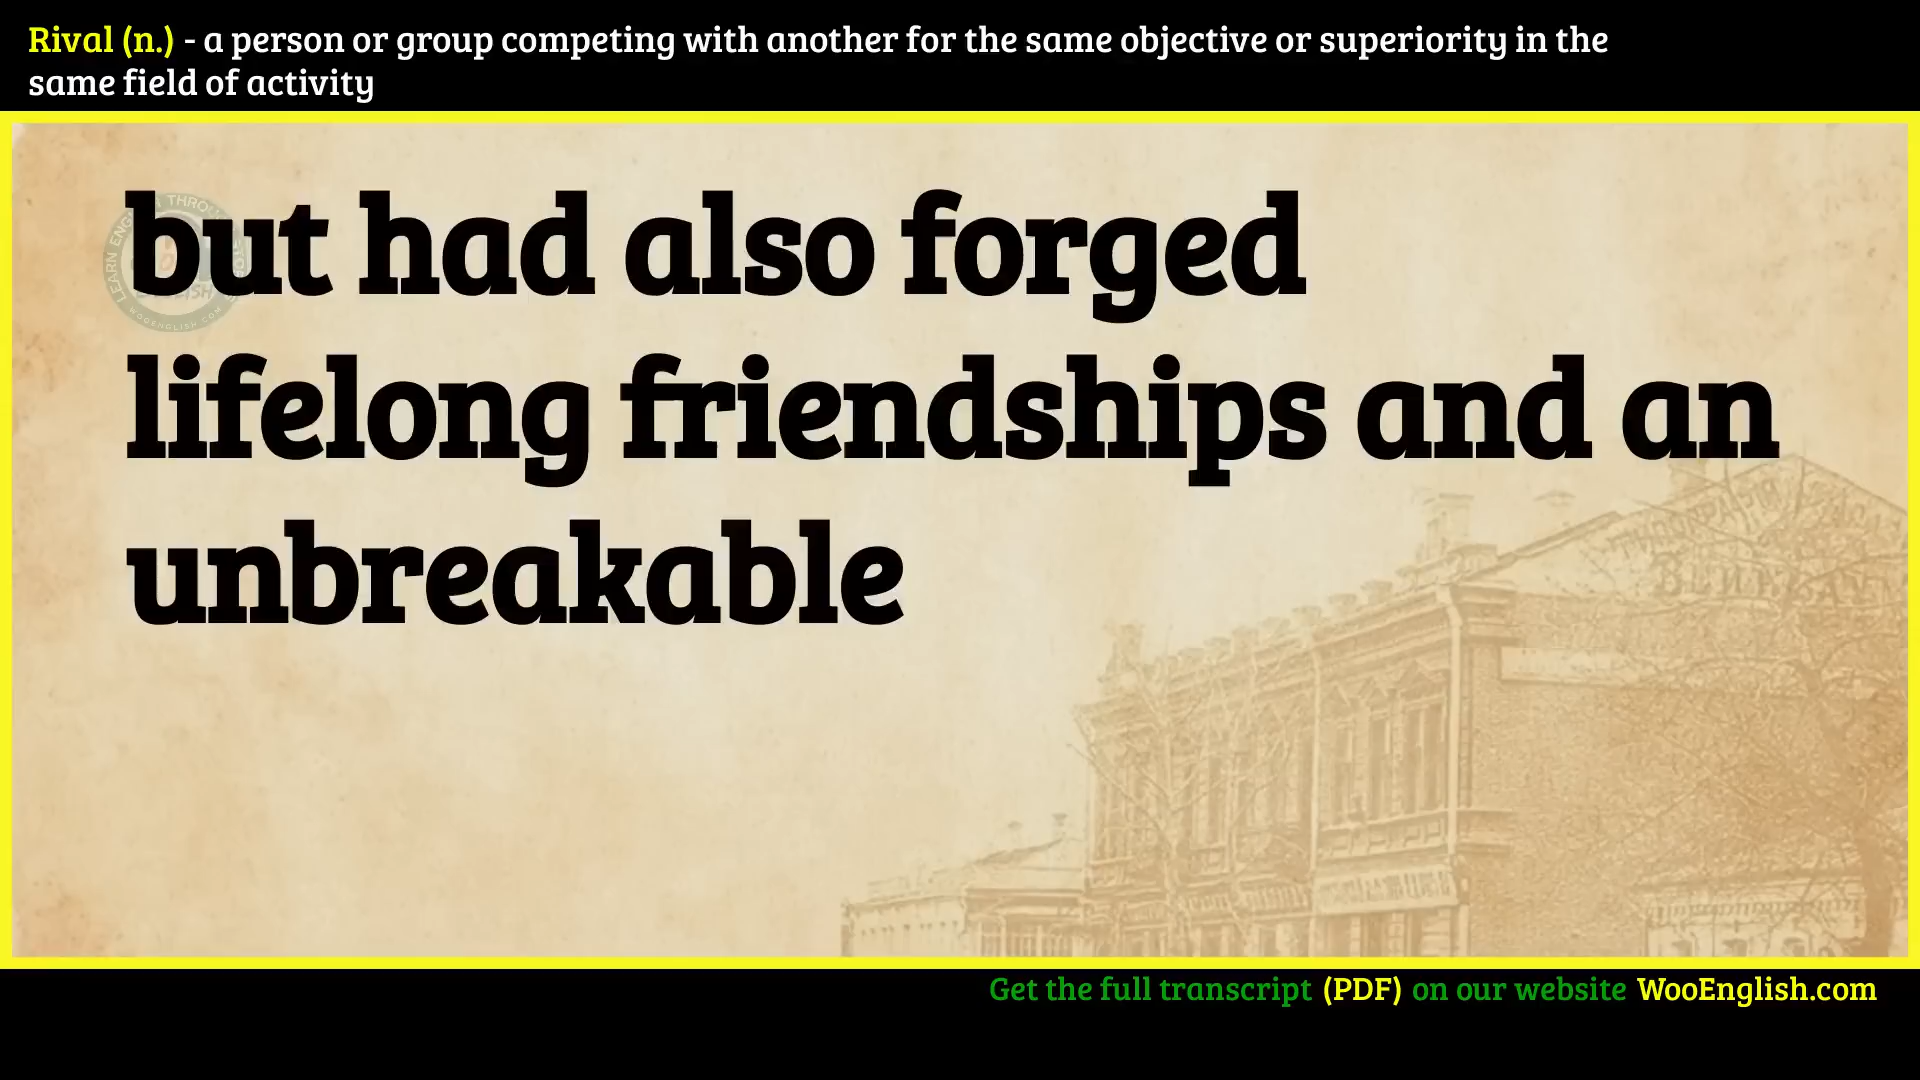 Rival (n.) - a person or group competing with another for the same objective or superiority in the
same field of activity
but had also forged
lifelong friendships and an
unbreakable
Get the full transcript (PDF) on our website WooEnglish.com